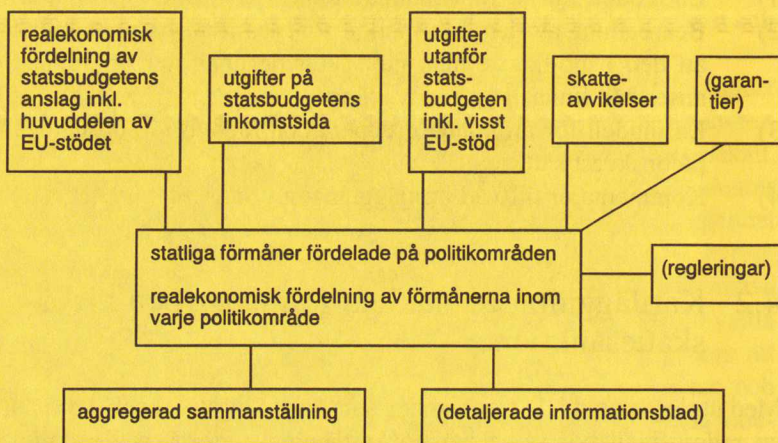 realekonomisk
fördelning av
statsbudgetens
anslag inkl.
huvuddelen av
EU-stödet
utgifter på
statsbudgetens
inkomstsida
utgifter
utanför
stats-
budgeten
inkl. visst
EU-stöd
skatte-
avvikelser
(garan-
tier)
statliga förmåner fördelade på politikområden
realekonomisk fördelning av förmånerna inom
varje politikområde
(regleringar)
aggregerad sammanställning
(detaljerade informationsblad)